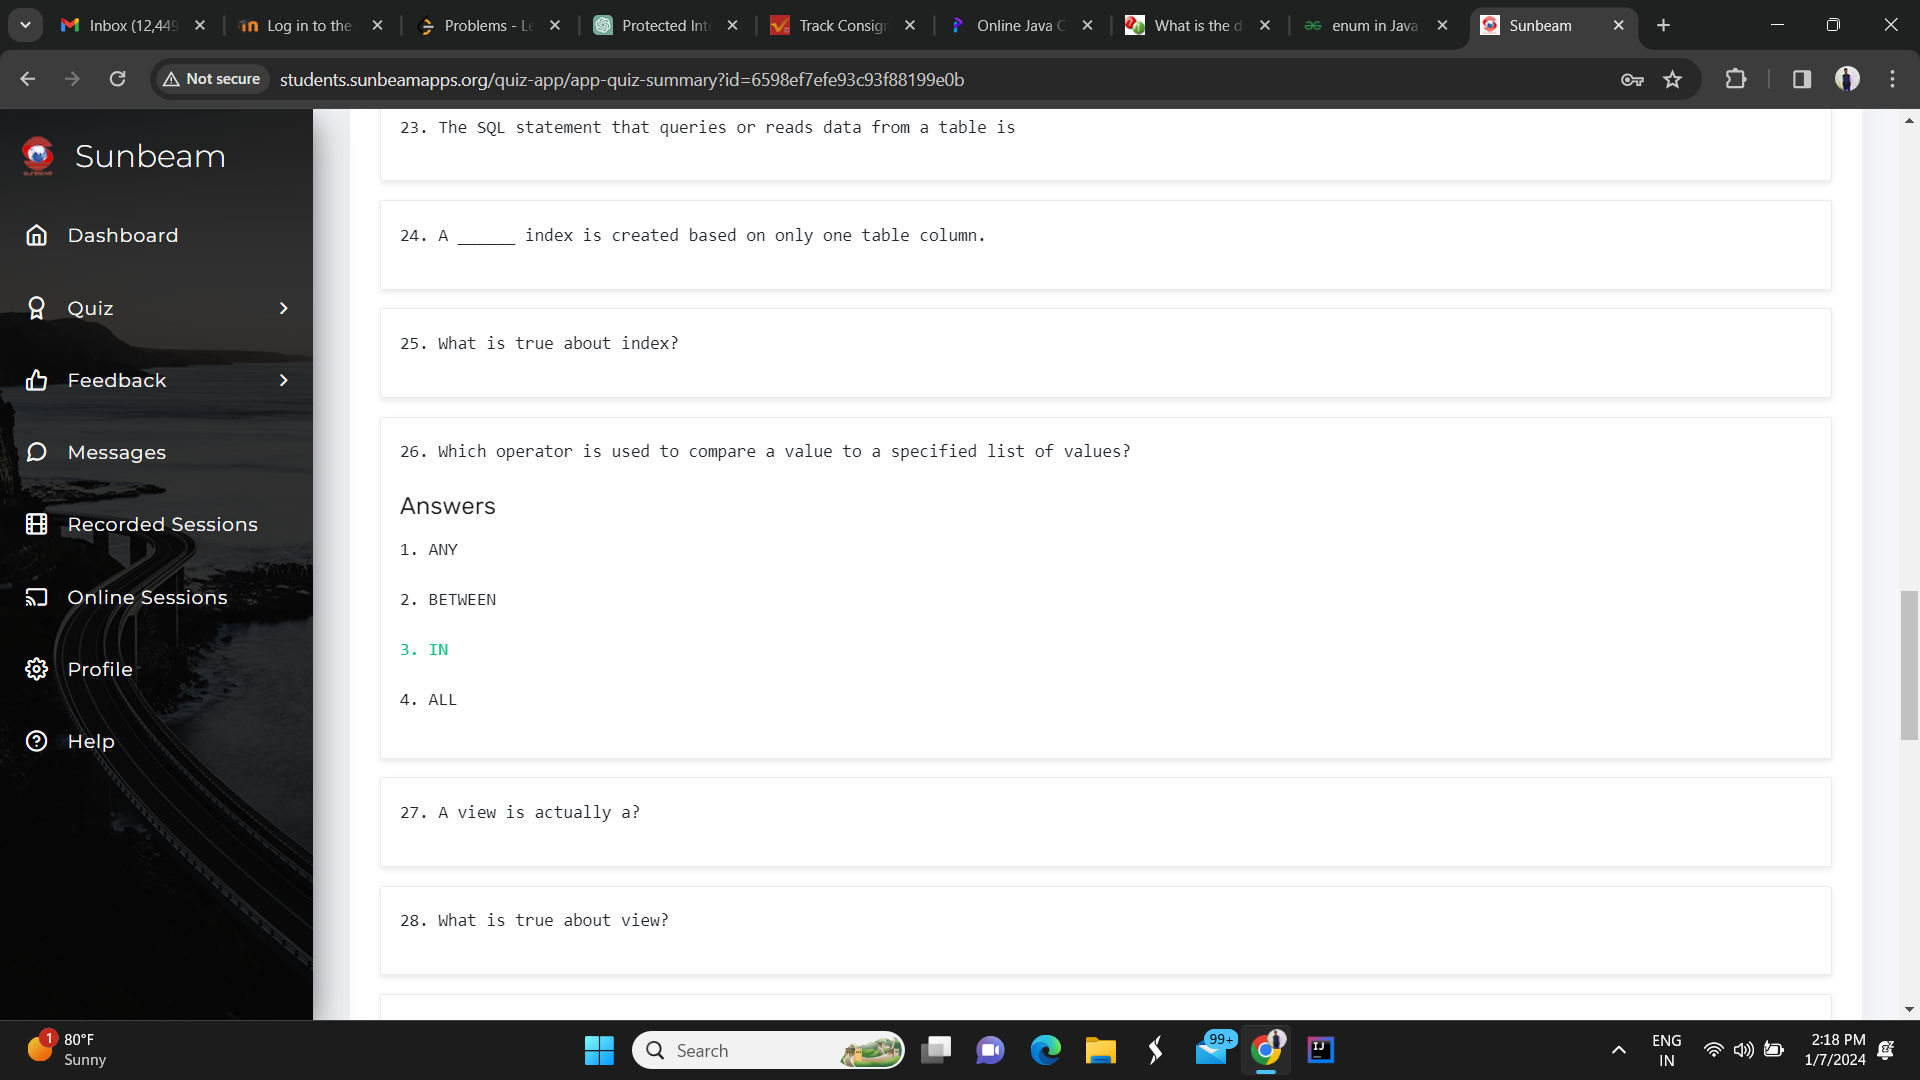 Inbox (12,449
Log in to the
Problems - Le
Protected Inte
Track Consign
Online Java C
What is the d
enum in Java
Sunbeam
Not secure
students.sunbeamapps.org/quiz-app/app-quiz-summary?id=6598ef7efe93c93f88199e0b
Sunbeam
Dashboard
Quiz
Feedback
Messages
Recorded Sessions
Online Sessions
Profile
Help
23. The SQL statement that queries or reads data from a table is
24. A ______ index is created based on only one table column.
25. What is true about index?
26. Which operator is used to compare a value to a specified list of values?
Answers
1. ANY
2. BETWEEN
3. IN
4. ALL
27. A view is actually a?
28. What is true about view?
1
80°F
Sunny
Search
99+
IJ
ENG
IN
2:18 PM
1/7/2024